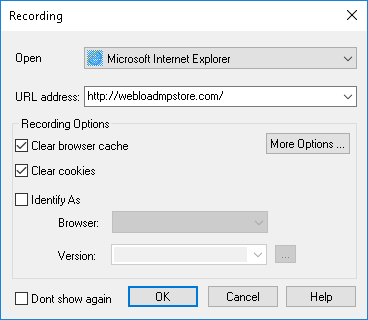 Recording
Open Microsoft Internet Explorer
URL address: http://webloadmpstore.com/
Recording Options
Clear browser cache More Options ...
Clear cookies
Identify As
Browser:
Version: ...
Dont show again OK Cancel Help